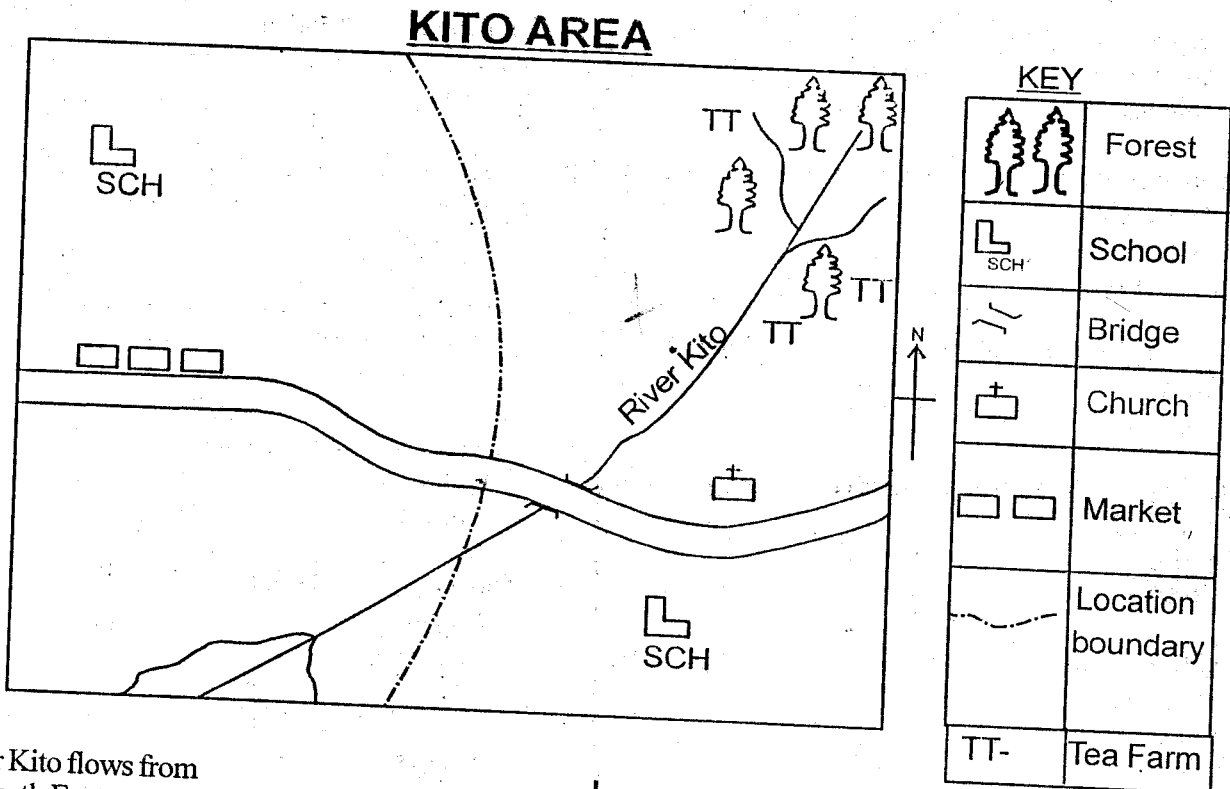 KITO AREA
SCH
TT
TT
TT
River Kito
SCH
N
KEY
Forest
SCH
School
Bridge
Church
Market
Location
boundary
TT-
Tea Farm
Kito flows from